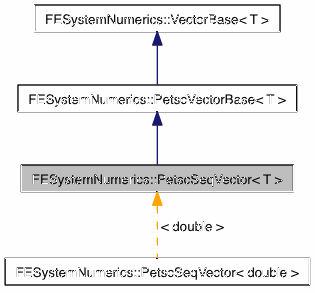 FESystemNumerics::VectorBase< T >
FESystemNumerics::PetscVectorBase< T >
FESystemNumerics::PetscSeqVector< T >
< double >
FESystemNumerics::PetscSeqVector< double >